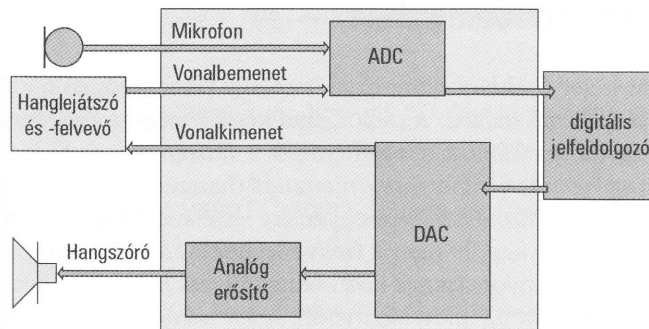 Mikrofon
ADC
Vonalbemenet
Hanglejátszó
és -felvevő
Vonalkimenet
digitális
jelfeldolgozó
DAC
Hangszóró
Analóg
erősítő